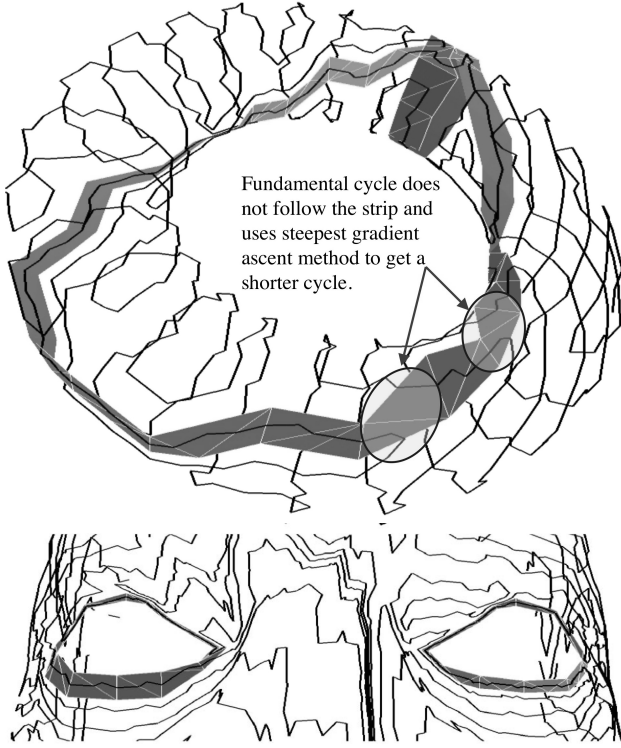 Fundamental cycle does
not follow the strip and
uses steepest gradient
ascent method to get a
shorter cycle.